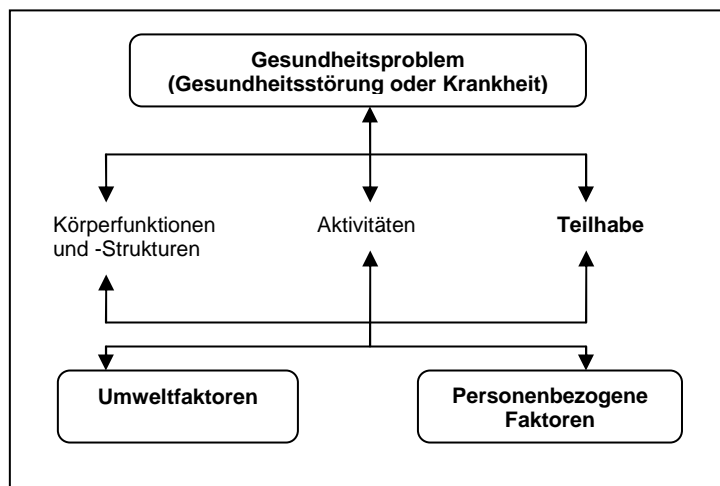 Gesundheitsproblem
(Gesundheitsstörung oder Krankheit)
Körperfunktionen
und -Strukturen
Aktivitäten
Teilhabe
Umweltfaktoren
Personenbezogene
Faktoren